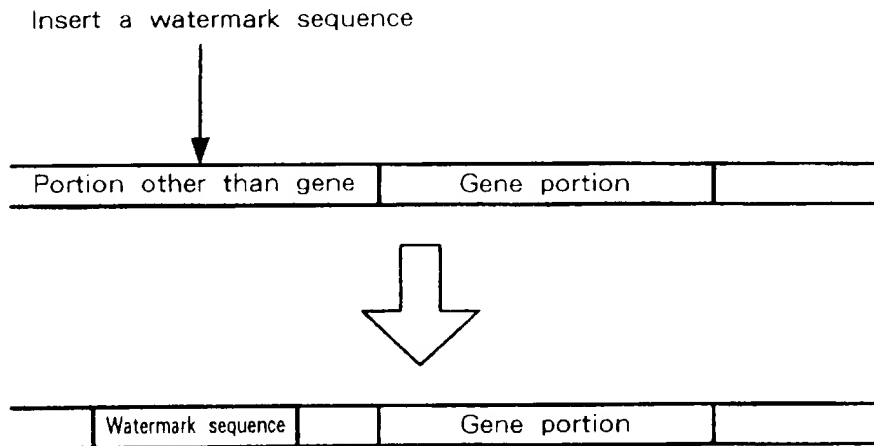 Insert a watermark sequence
Portion other than gene
Gene portion
Watermark sequence
Gene portion